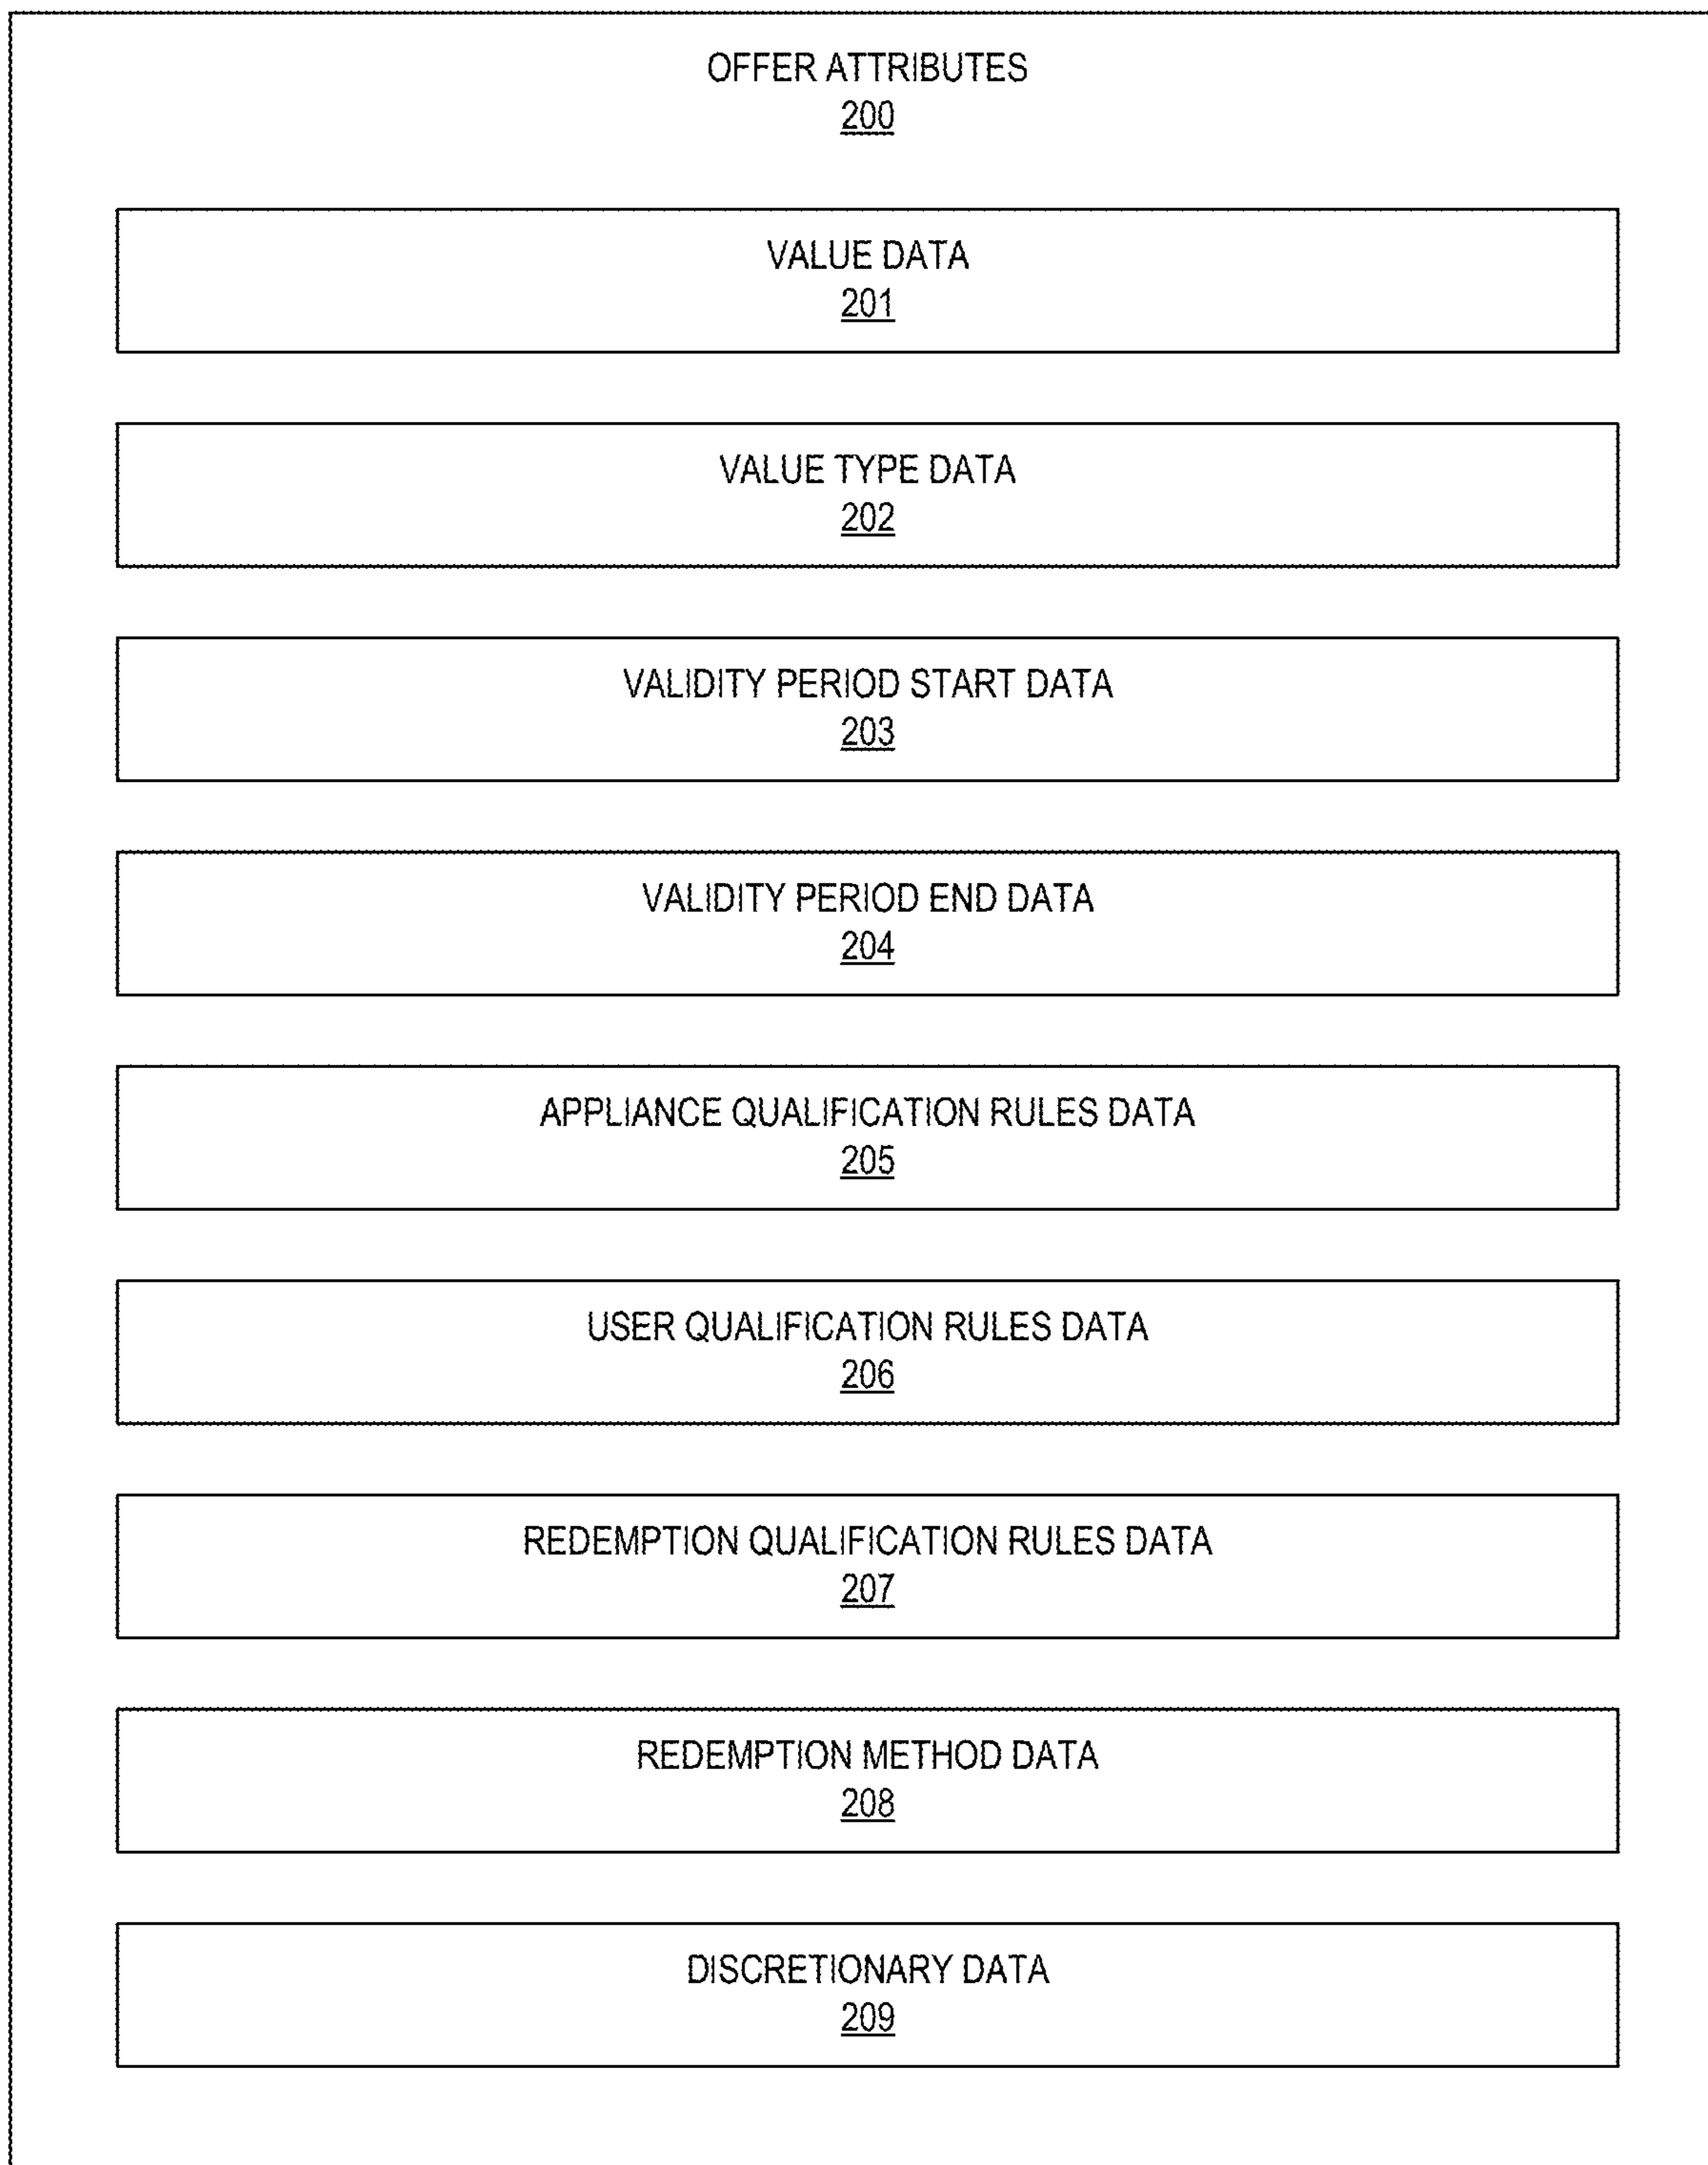 OFFER ATTRIBUTES
200
VALUE DATA
201
VALUE TYPE DATA
202
VALIDITY PERIOD START DATA
203
VALIDITY PERIOD END DATA
204
APPLIANCE QUALIFICATION RULES DATA
205
USER QUALIFICATION RULES DATA
206
REDEMPTION QUALIFICATION RULES DATA
207
REDEMPTION METHOD DATA
208
DISCRETIONARY DATA
209